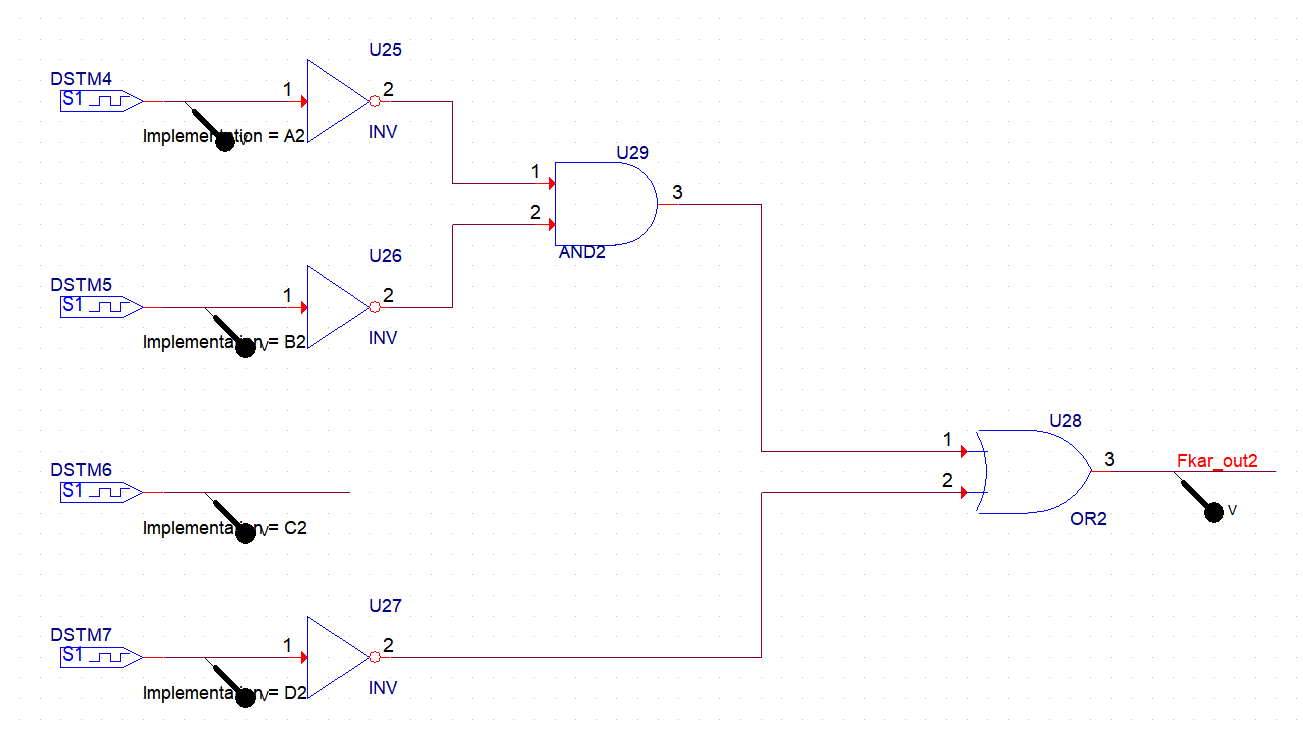 U25
DSTM4
S1
1
2
Implementation = A2
V
INV
U29
1
3
2
AND2
U26
DSTM5
S1
1
2
Implementation = B2
V
INV
U28
1
3
Fkar_out2
2
V
OR2
DSTM6
S1
Implementation = C2
V
U27
DSTM7
S1
1
2
Implementation = D2
V
INV